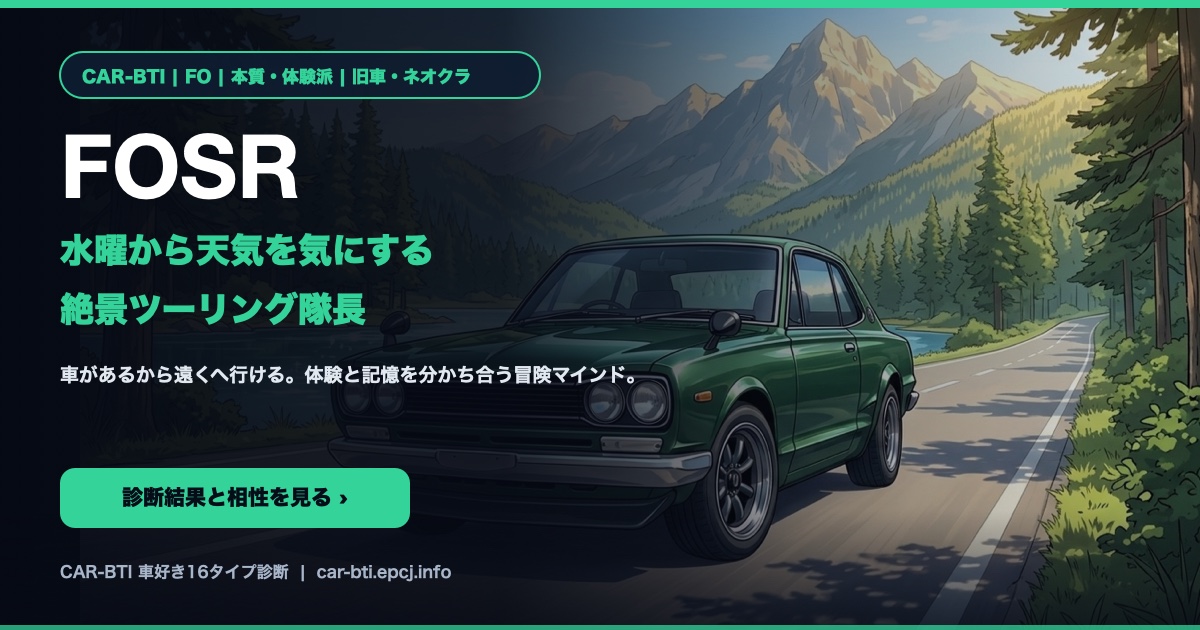 CAR-BTI | FO | 本質・体験派 | 旧車・ネオクラ
FOSR
水曜から天気を気にする
絶景ツーリング隊長
車があるから遠くへ行ける。体験と記憶を分かち合う冒険マインド。
診断結果と相性を見る ›
CAR-BTI 車好き16タイプ診断 | car-bti.epcj.info